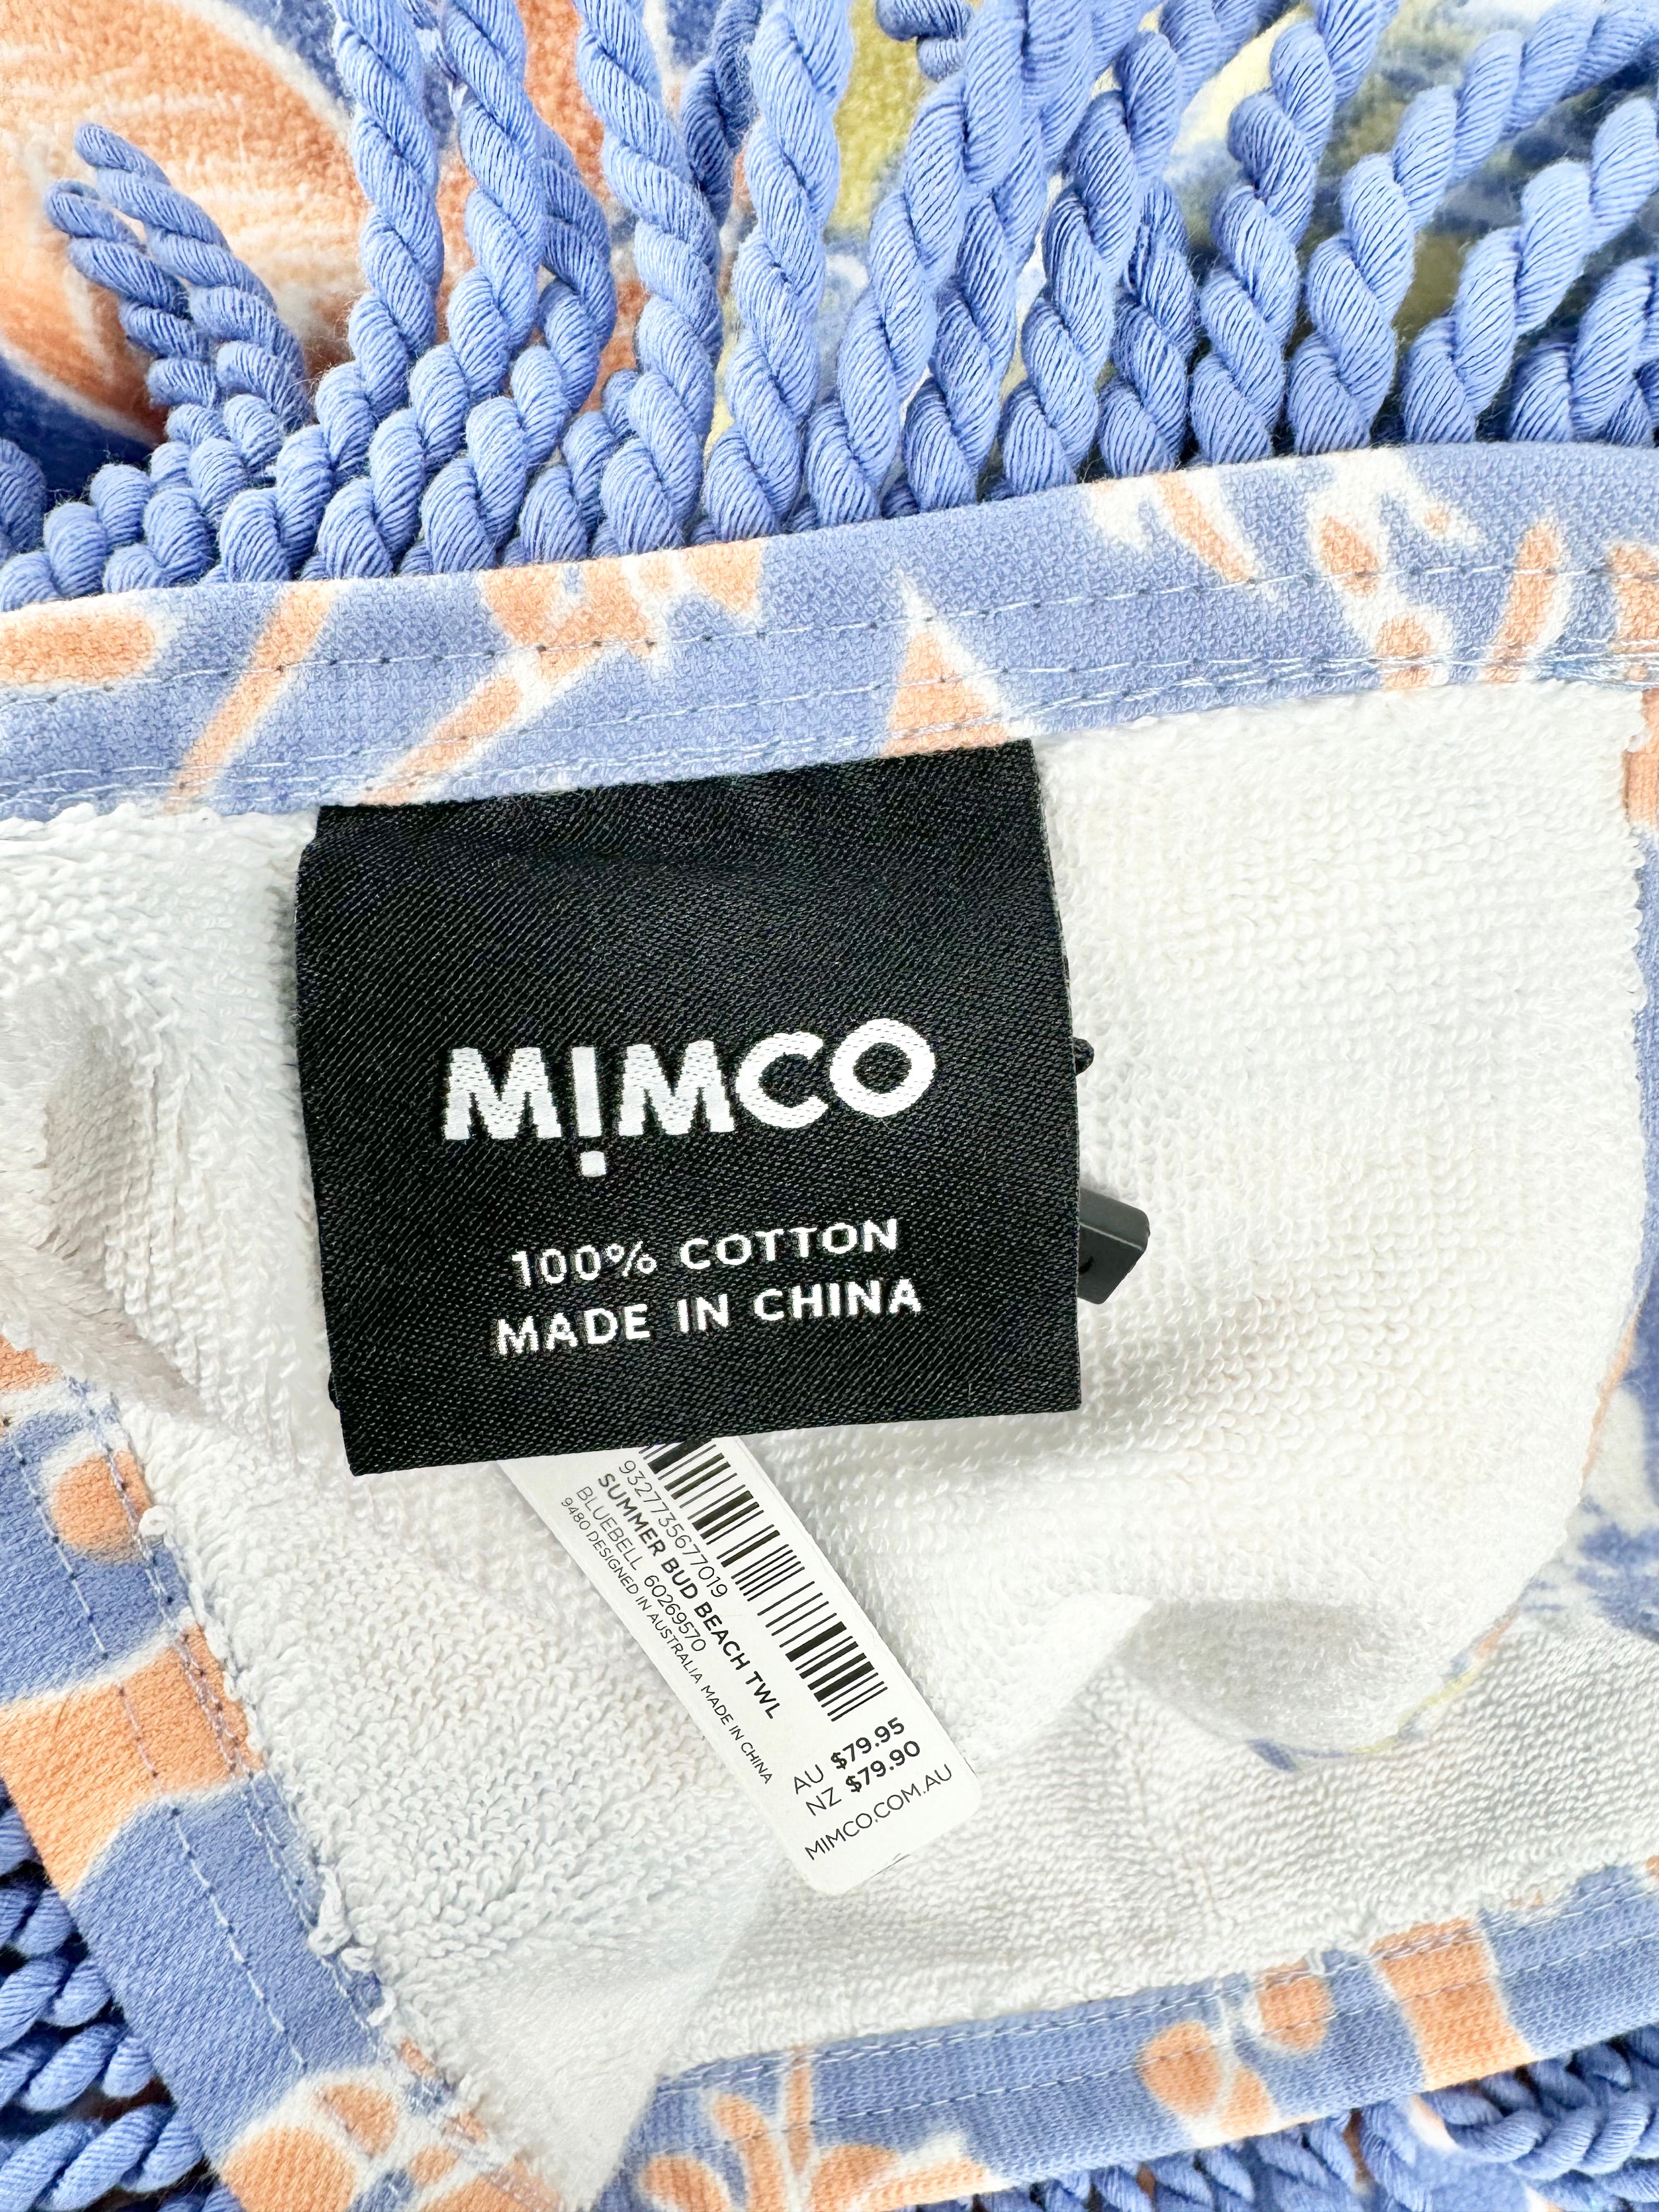 MIMCO
100% COTTON
MADE IN CHINA
9327735677019
SUMMER BUD BEACH TWL
BLUEBELL 60269570
9480 DESIGNED IN AUSTRALIA MADE IN CHINA
AU $79.95
NZ $79.90
MIMCO.COM.AU